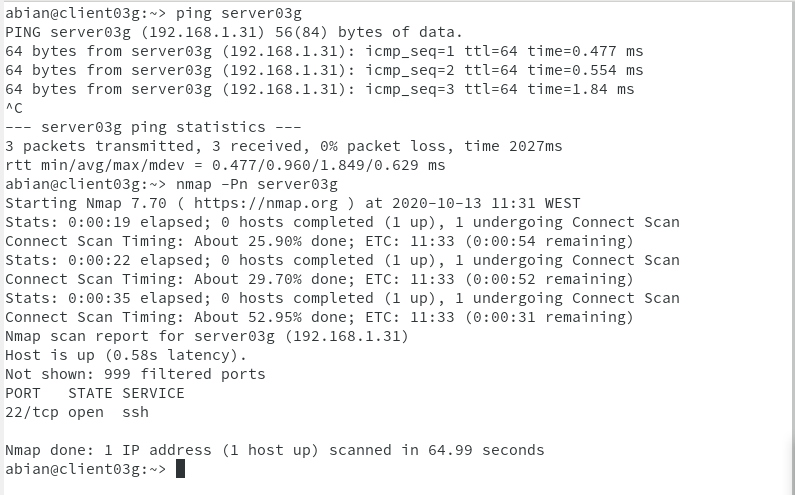 abian@client03g:~> ping server03g
PING server03g (192.168.1.31) 56(84) bytes of data.
64 bytes from server03g (192.168.1.31): icmp_seq=1 ttl=64 time=0.477 ms
64 bytes from server03g (192.168.1.31): icmp_seq=2 ttl=64 time=0.554 ms
64 bytes from server03g (192.168.1.31): icmp_seq=3 ttl=64 time=1.84 ms
^C
--- server03g ping statistics ---
3 packets transmitted, 3 received, 0% packet loss, time 2027ms
rtt min/avg/max/mdev = 0.477/0.960/1.849/0.629 ms
abian@client03g:~> nmap -Pn server03g
Starting Nmap 7.70 ( https://nmap.org ) at 2020-10-13 11:31 WEST
Stats: 0:00:19 elapsed; 0 hosts completed (1 up), 1 undergoing Connect Scan
Connect Scan Timing: About 25.90% done; ETC: 11:33 (0:00:54 remaining)
Stats: 0:00:22 elapsed; 0 hosts completed (1 up), 1 undergoing Connect Scan
Connect Scan Timing: About 29.70% done; ETC: 11:33 (0:00:52 remaining)
Stats: 0:00:35 elapsed; 0 hosts completed (1 up), 1 undergoing Connect Scan
Connect Scan Timing: About 52.95% done; ETC: 11:33 (0:00:31 remaining)
Nmap scan report for server03g (192.168.1.31)
Host is up (0.58s latency).
Not shown: 999 filtered ports
PORT   STATE SERVICE
22/tcp open  ssh
Nmap done: 1 IP address (1 host up) scanned in 64.99 seconds
abian@client03g:~>